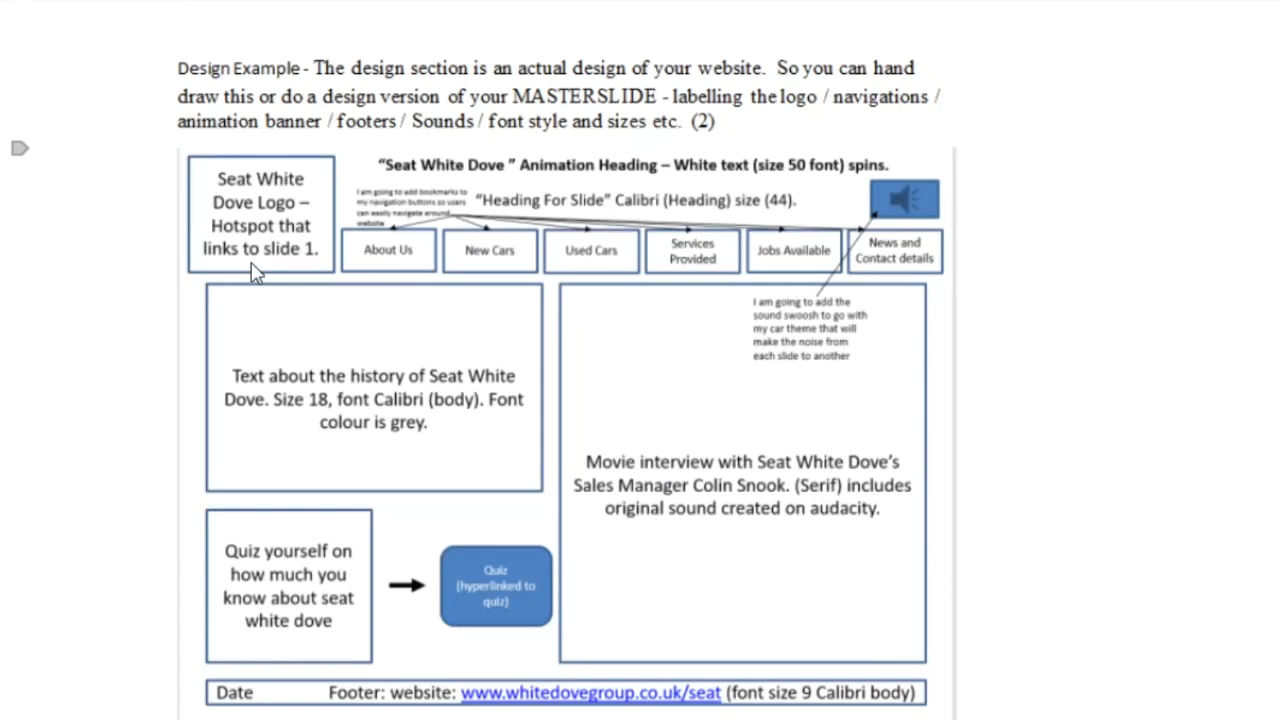 Design Example - The design section is an actual design of your website.  So you can hand
draw this or do a design version of your MASTERSLIDE - labelling the logo / navigations /
animation banner / footers / Sounds / font style and sizes etc.  (2)
"Seat White Dove " Animation Heading – White text (size 50 font) spins.
Seat White
Dove Logo –
Hotspot that
links to slide 1.
I am going to add bookmarks to
my navigation buttons so users
can easily navigate around
website
"Heading For Slide" Calibri (Heading) size (44).
About Us
New Cars
Used Cars
Services
Provided
Jobs Available
News and
Contact details
I am going to add the
sound swoosh to go with
my car theme that will
make the noise from
each slide to another
Text about the history of Seat White
Dove. Size 18, font Calibri (body). Font
colour is grey.
Movie interview with Seat White Dove's
Sales Manager Colin Snook. (Serif) includes
original sound created on audacity.
Quiz yourself on
how much you
know about seat
white dove
Quiz
(hyperlinked to
quiz)
Date Footer: website: www.whitedovegroup.co.uk/seat (font size 9 Calibri body)